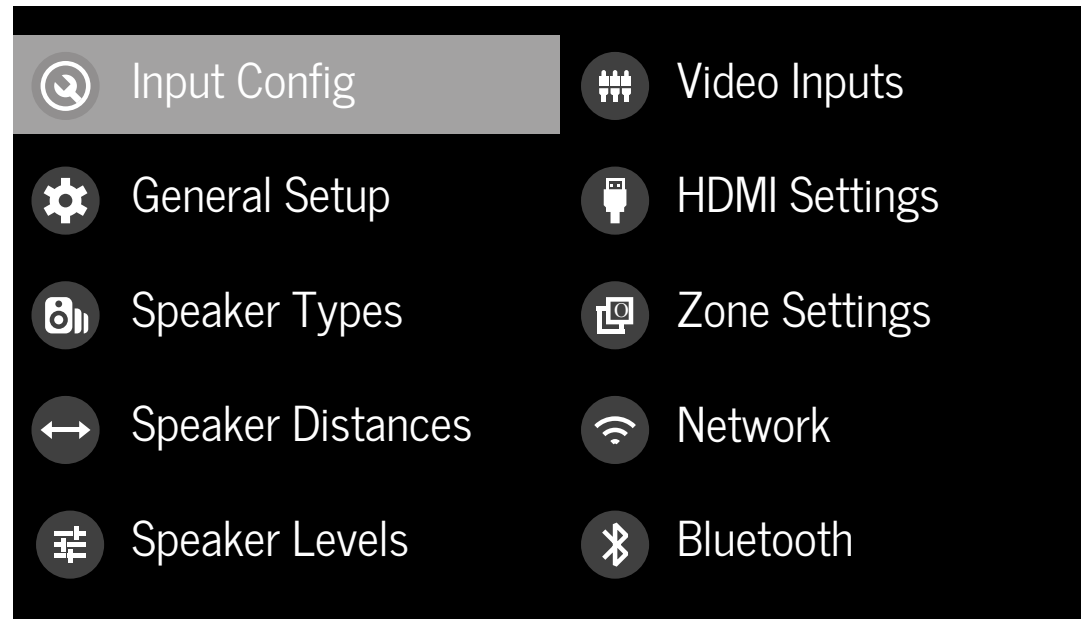 Input Config
General Setup
Speaker Types
Speaker Distances
Speaker Levels
Video Inputs
HDMI Settings
Zone Settings
Network
Bluetooth